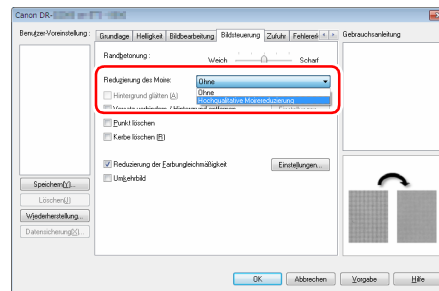 Canon DR-
Benutzer-Voreinstellung:
Grundlage Helligkeit Bildbearbeitung Bildsteuerung Zufuhr Gebrauchsanleitung
Randbetonung: Weich Scharf
Reduzierung des Moire: Ohne
Hintergrund glätten (A) Ohne
Hochqualitative Moirereduzierung
Punkt löschen
Kerbe löschen (R)
Reduzierung der Farbungleichmäßigkeit Einstellungen...
Umkehrbild
Speichern(Y)...
Löschen(J)
Wiederherstellung...
Datensicherung(X)...
OK Abbrechen Vorgabe Hilfe